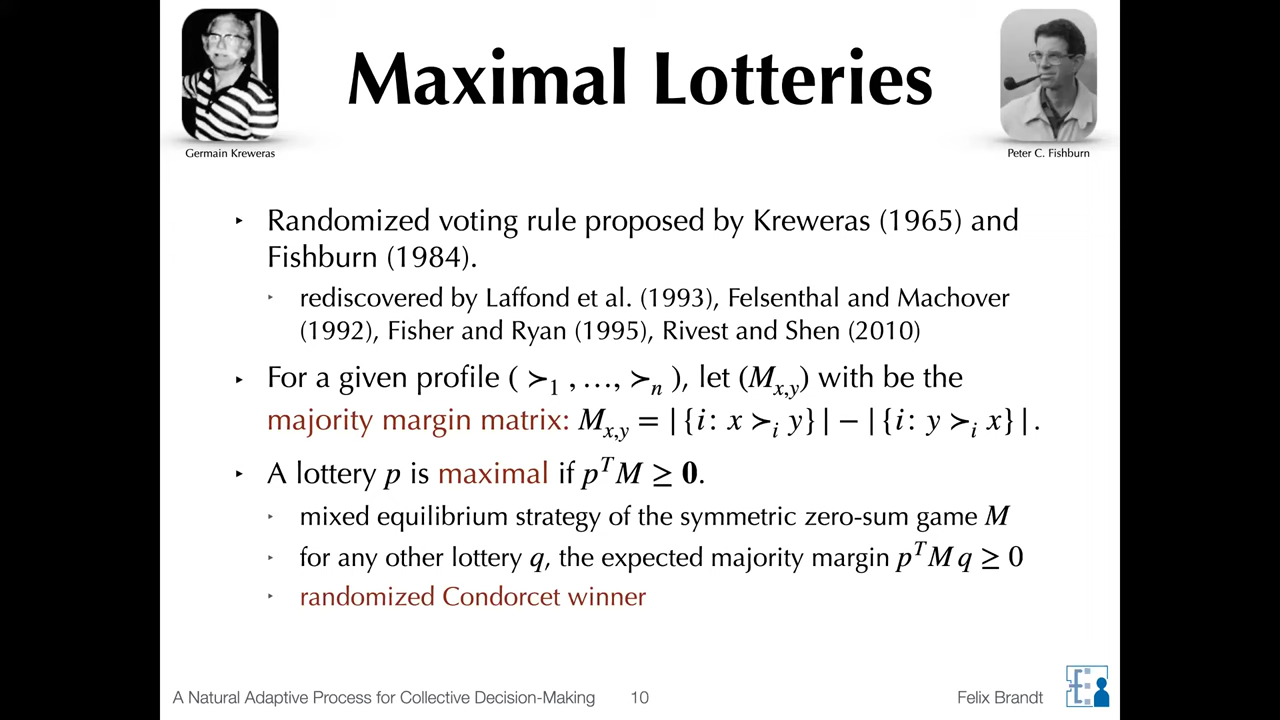 Maximal Lotteries
Germain Kreweras
Peter C. Fishburn
‣ Randomized voting rule proposed by Kreweras (1965) and
Fishburn (1984).
‣ rediscovered by Laffond et al. (1993), Felsenthal and Machover
(1992), Fisher and Ryan (1995), Rivest and Shen (2010)
‣ For a given profile ( ≻₁ , …, ≻ₙ ), let (Mₓ,ᵧ) with be the
majority margin matrix: Mₓ,ᵧ = |{i: x ≻ᵢ y}| − |{i: y ≻ᵢ x}|.
‣ A lottery p is maximal if pᵀM ≥ 0.
‣ mixed equilibrium strategy of the symmetric zero-sum game M
‣ for any other lottery q, the expected majority margin pᵀMq ≥ 0
‣ randomized Condorcet winner
A Natural Adaptive Process for Collective Decision-Making 10 Felix Brandt